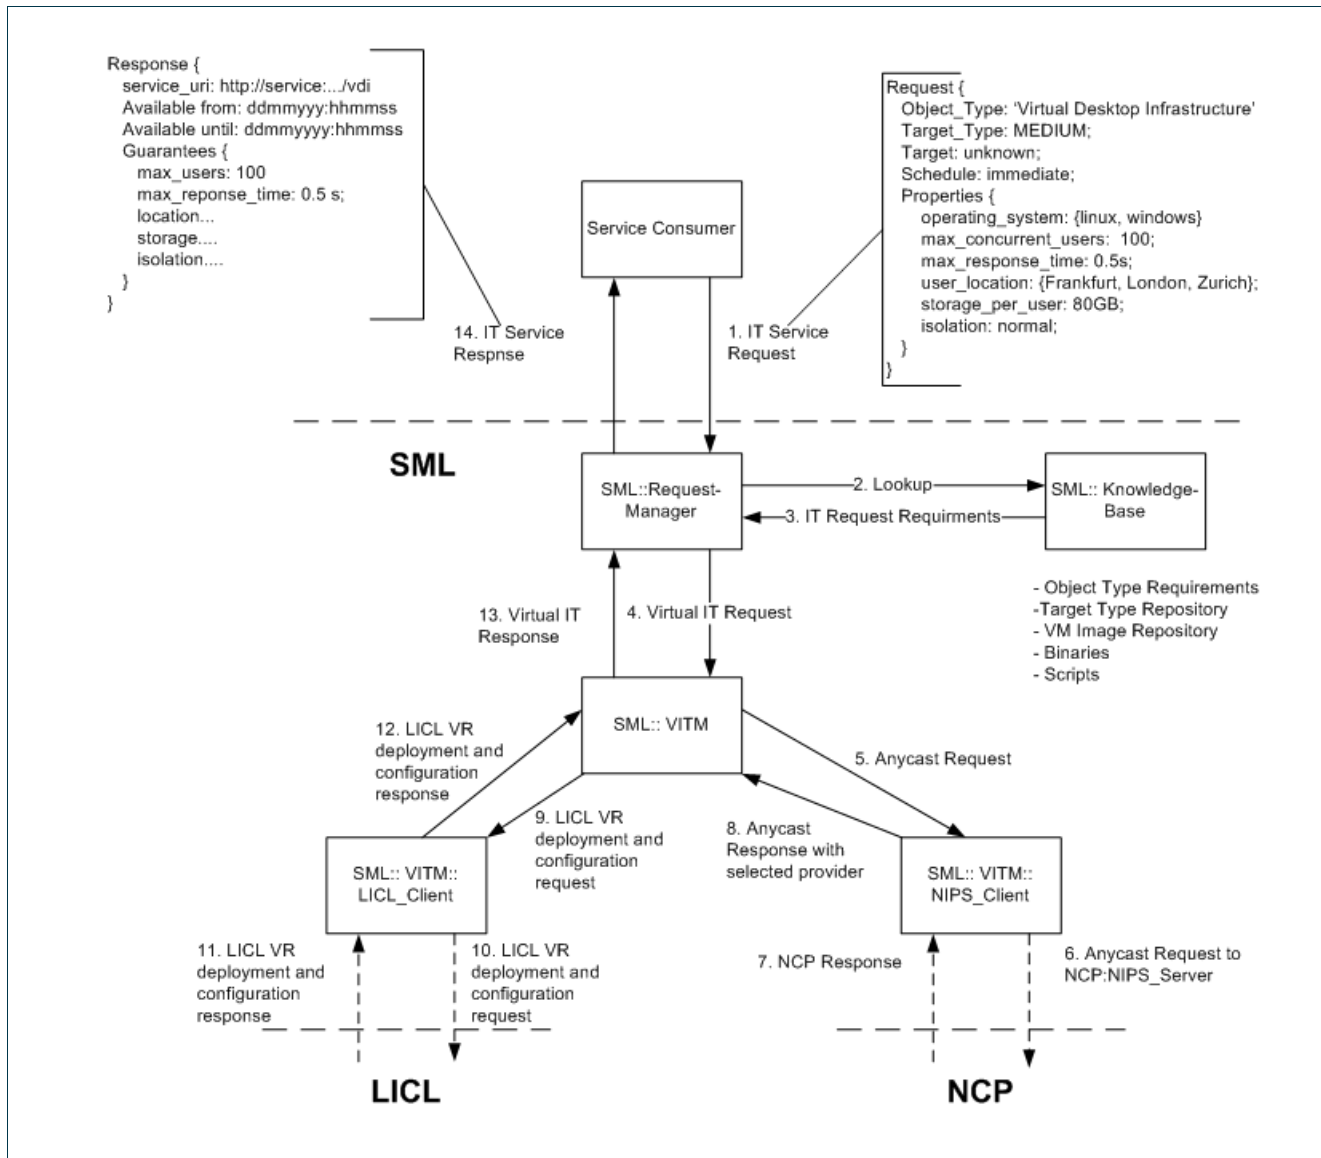 Response {
service_uri: http://service:.../vdi
Available from: ddmmyyy:hhmmss
Available until: ddmmyyyy:hhmmss
Guarantees {
max_users: 100
max_reponse_time: 0.5 s;
location...
storage....
isolation....
}
}
Request {
Object_Type: ‘Virtual Desktop Infrastructure’
Target_Type: MEDIUM;
Target: unknown;
Schedule: immediate;
Properties {
operating_system: {linux, windows}
max_concurrent_users: 100;
max_response_time: 0.5s;
user_location: {Frankfurt, London, Zurich};
storage_per_user: 80GB;
isolation: normal;
}
}
Service Consumer
14. IT Service
Respnse
1. IT Service
Request
SML
SML::Request-
Manager
2. Lookup
3. IT Request Requirments
SML:: Knowledge-
Base
- Object Type Requirements
-Target Type Repository
- VM Image Repository
- Binaries
- Scripts
13. Virtual IT
Response
4. Virtual IT Request
SML:: VITM
12. LICL VR
deployment and
configuration
response
5. Anycast Request
9. LICL VR
deployment and
configuration
request
8. Anycast
Response with
selected provider
SML:: VITM::
LICL_Client
SML:: VITM::
NIPS_Client
11. LICL VR
deployment and
configuration
response
10. LICL VR
deployment and
configuration
request
7. NCP Response
6. Anycast Request to
NCP:NIPS_Server
LICL
NCP